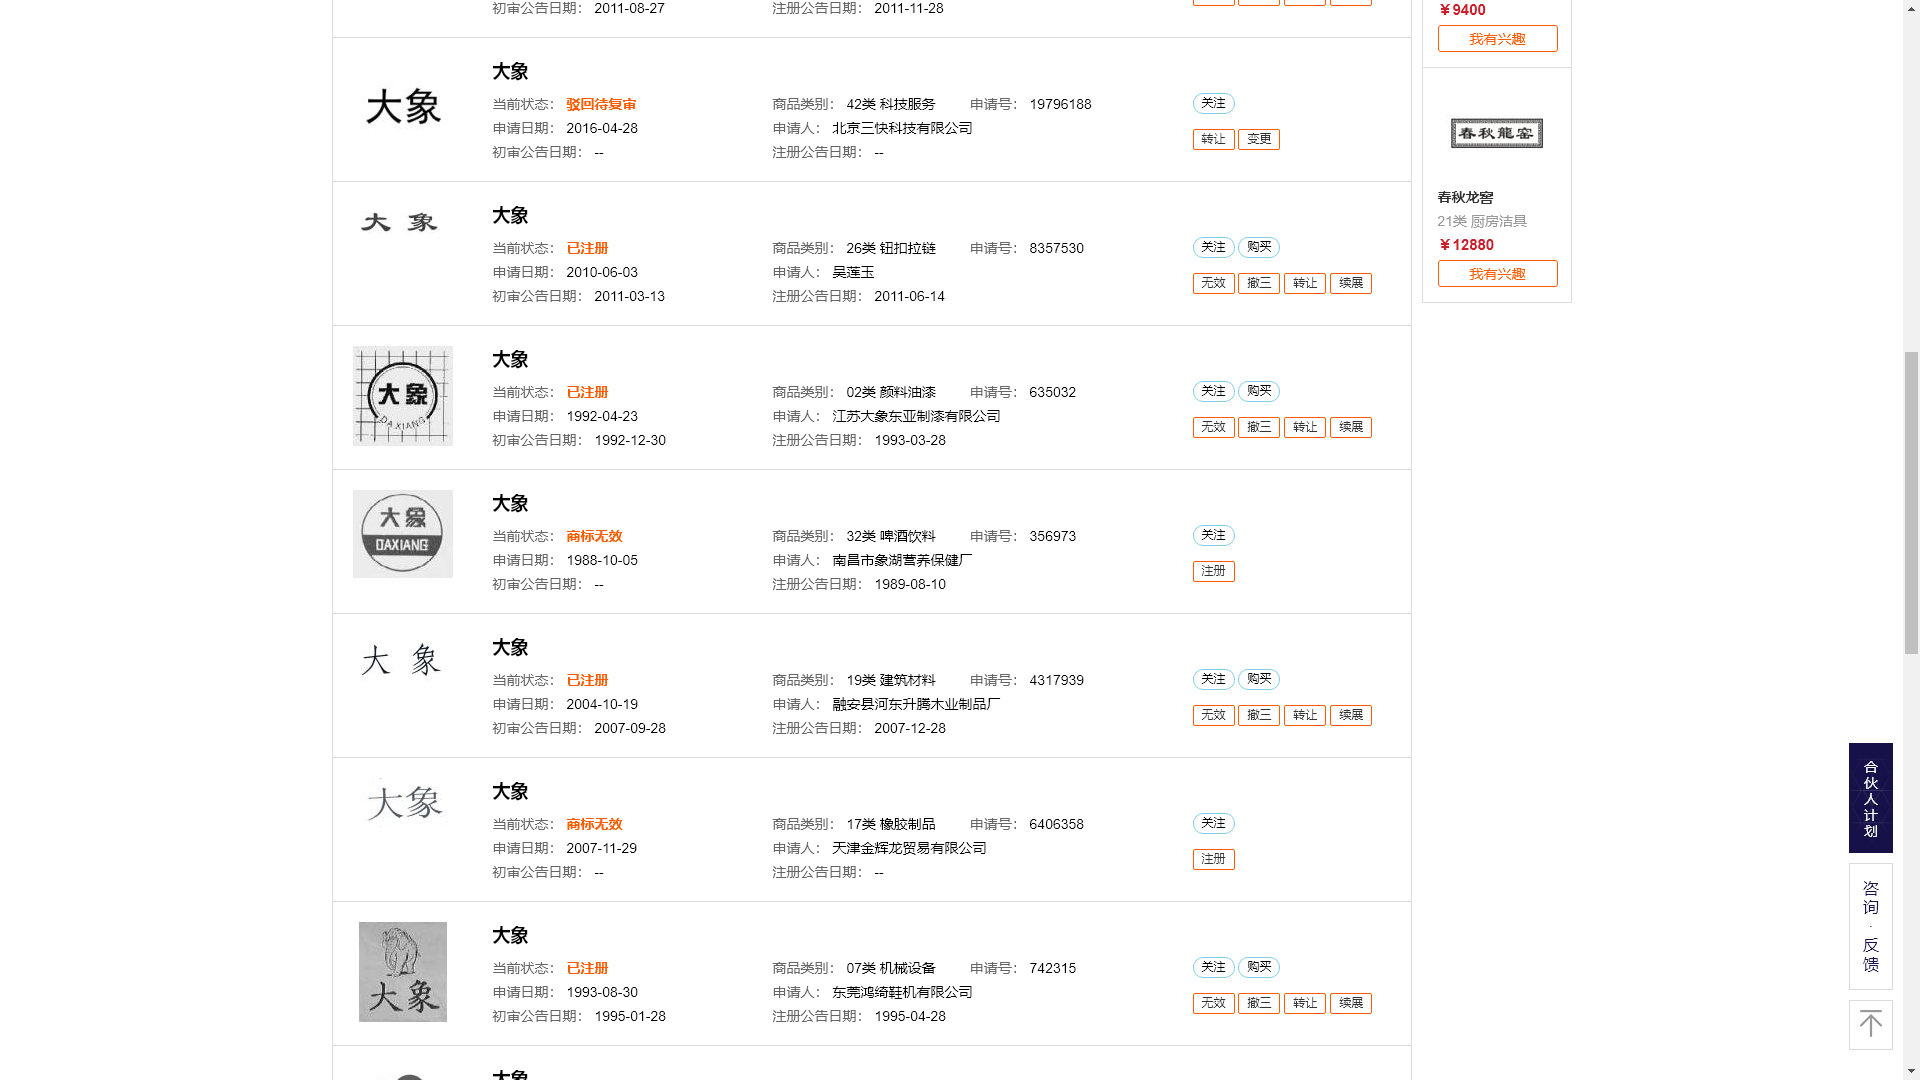 初审公告日期： 2011-08-27 注册公告日期： 2011-11-28
大象
大象
当前状态： 驳回待复审 商品类别： 42类 科技服务 申请号： 19796188 关注
申请日期： 2016-04-28 申请人： 北京三快科技有限公司 转让 变更
初审公告日期： -- 注册公告日期： --
大象
大象
当前状态： 已注册 商品类别： 26类 钮扣拉链 申请号： 8357530 关注 购买
申请日期： 2010-06-03 申请人： 吴莲玉 无效 撤三 转让 续展
初审公告日期： 2011-03-13 注册公告日期： 2011-06-14
大象
DAXIANG
大象
当前状态： 已注册 商品类别： 02类 颜料油漆 申请号： 635032 关注 购买
申请日期： 1992-04-23 申请人： 江苏大象东亚制漆有限公司 无效 撤三 转让 续展
初审公告日期： 1992-12-30 注册公告日期： 1993-03-28
大象
DAXIANG
大象
当前状态： 商标无效 商品类别： 32类 啤酒饮料 申请号： 356973 关注
申请日期： 1988-10-05 申请人： 南昌市象湖营养保健厂 注册
初审公告日期： -- 注册公告日期： 1989-08-10
大象
大象
当前状态： 已注册 商品类别： 19类 建筑材料 申请号： 4317939 关注 购买
申请日期： 2004-10-19 申请人： 融安县河东升腾木业制品厂 无效 撤三 转让 续展
初审公告日期： 2007-09-28 注册公告日期： 2007-12-28
大象
大象
当前状态： 商标无效 商品类别： 17类 橡胶制品 申请号： 6406358 关注
申请日期： 2007-11-29 申请人： 天津金辉龙贸易有限公司 注册
初审公告日期： -- 注册公告日期： --
大象
大象
当前状态： 已注册 商品类别： 07类 机械设备 申请号： 742315 关注 购买
申请日期： 1993-08-30 申请人： 东莞鸿绮鞋机有限公司 无效 撤三 转让 续展
初审公告日期： 1995-01-28 注册公告日期： 1995-04-28
大象
￥9400
我有兴趣
春秋龍窑
春秋龙窑
21类 厨房洁具
￥12880
我有兴趣
合伙人计划
咨询·反馈